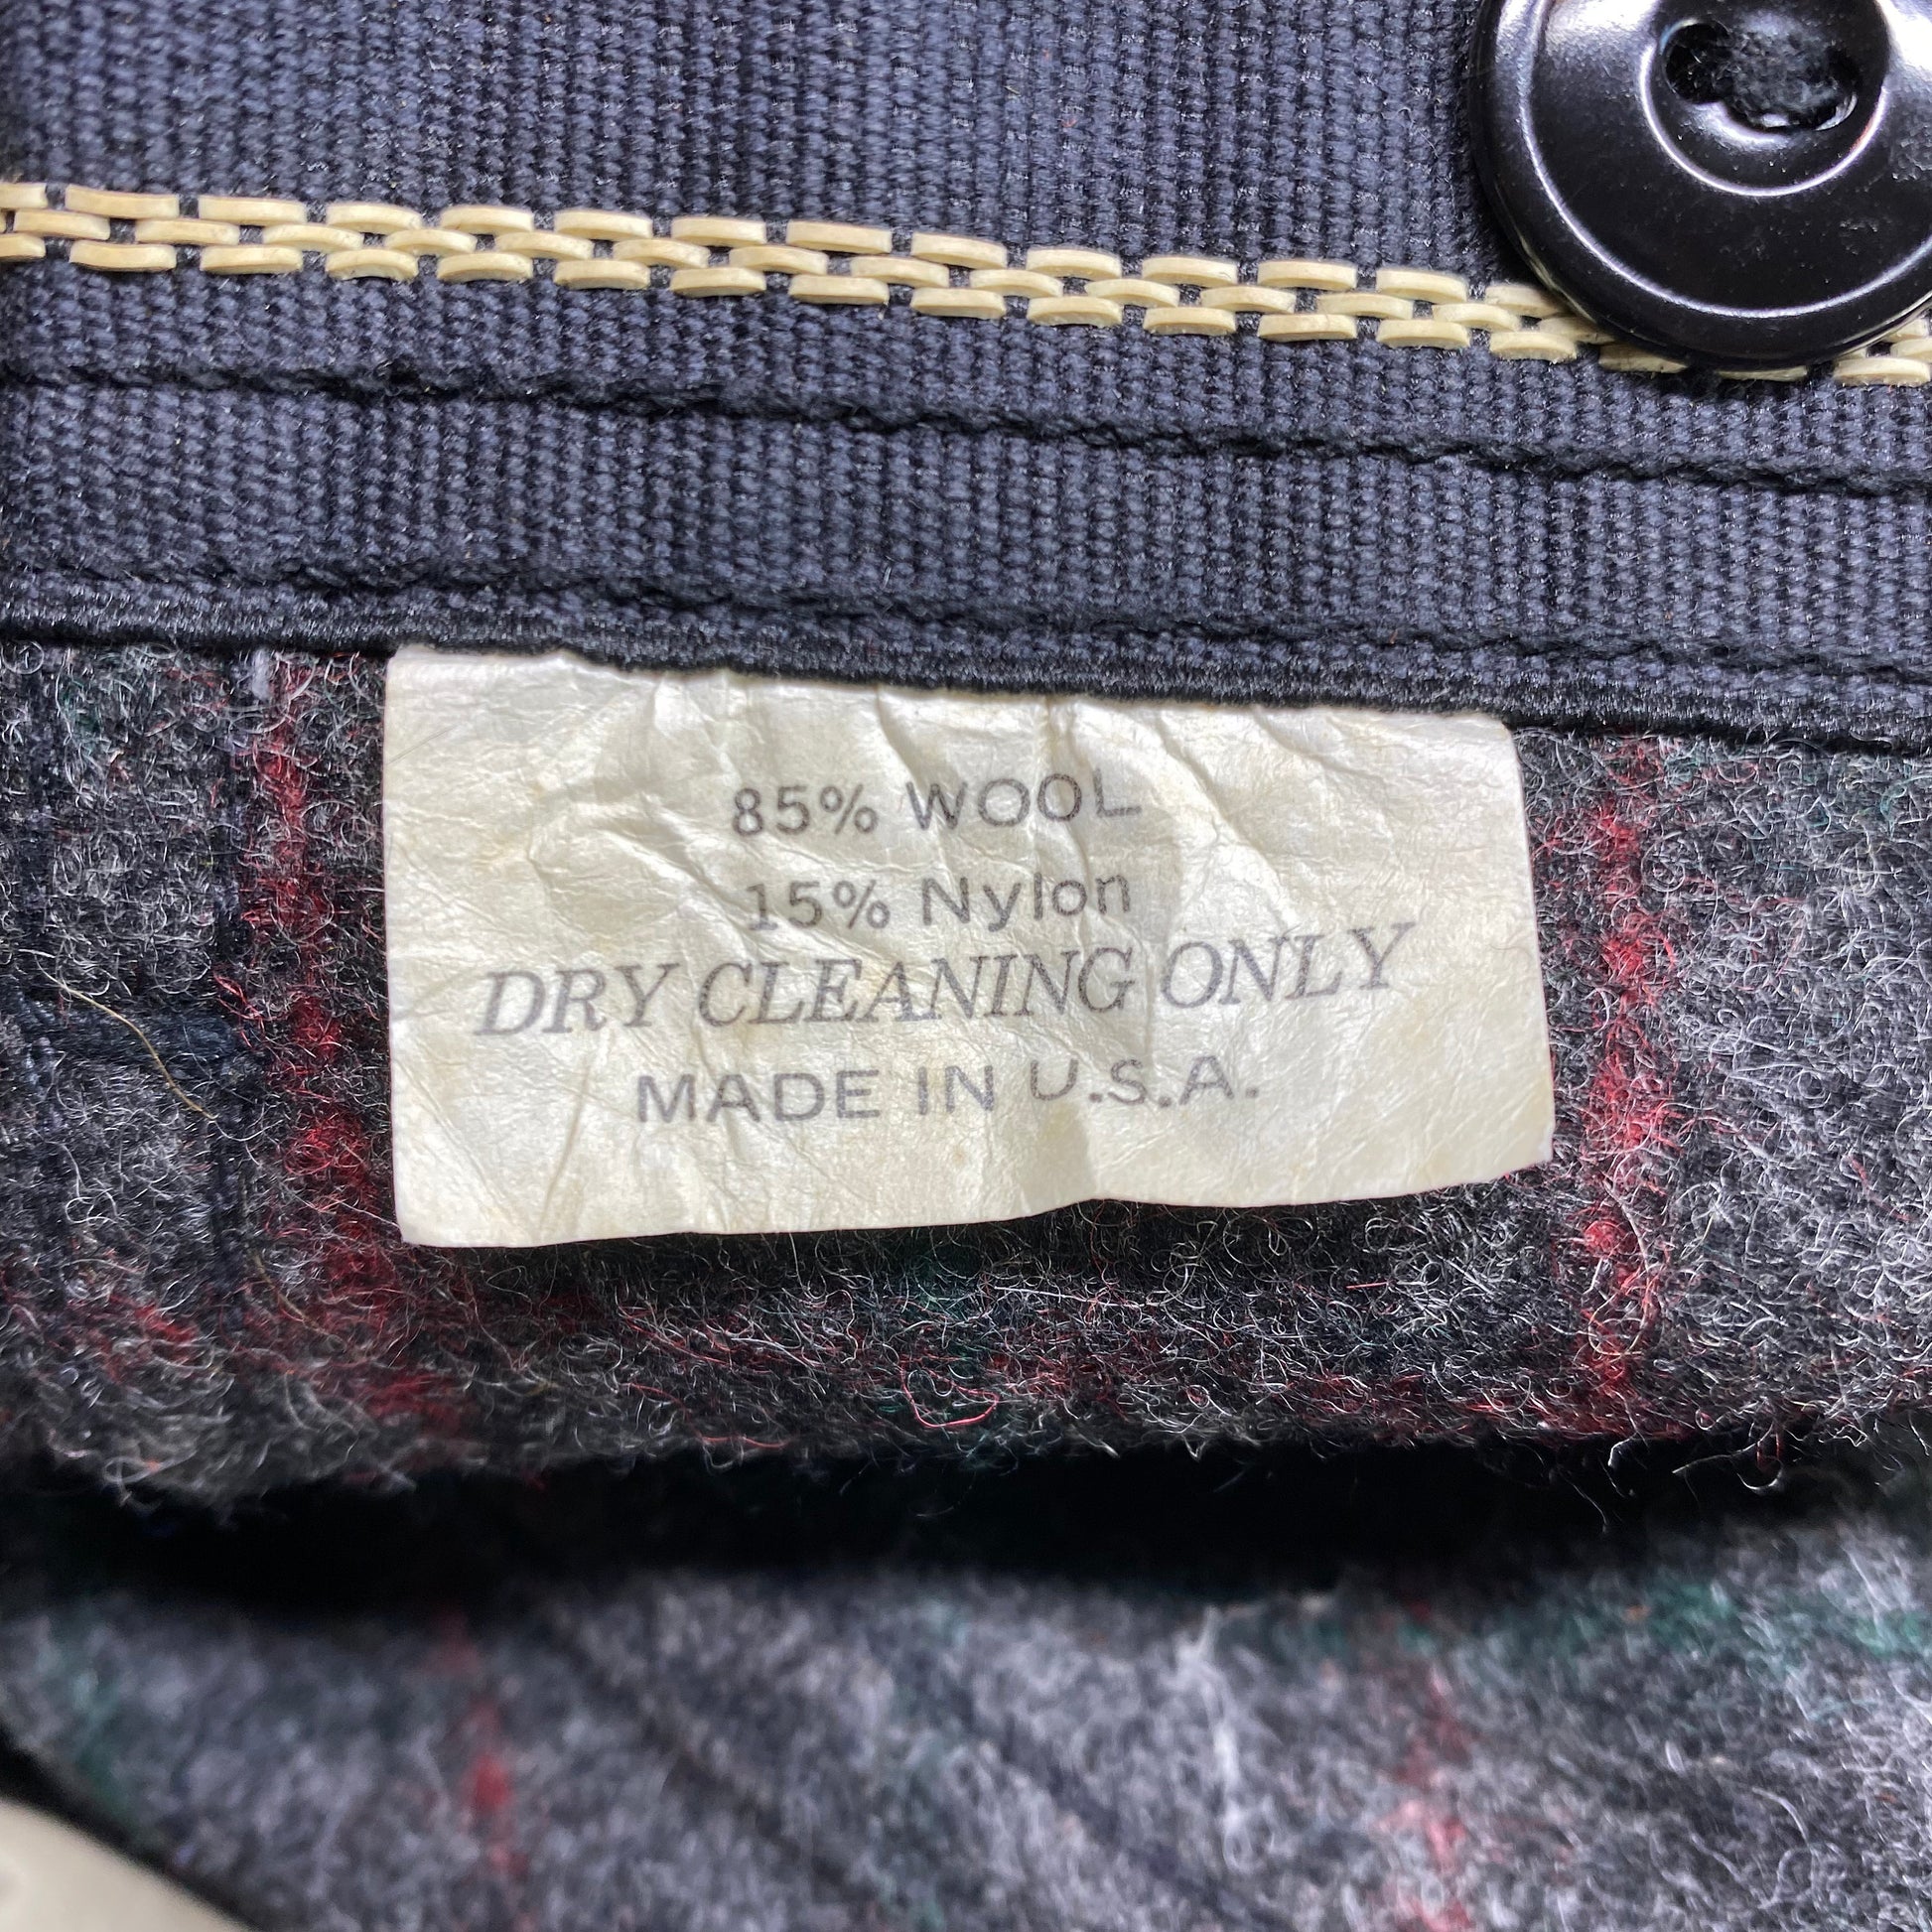 85% WOOL
15% Nylon
DRY CLEANING ONLY
MADE IN U.S.A.